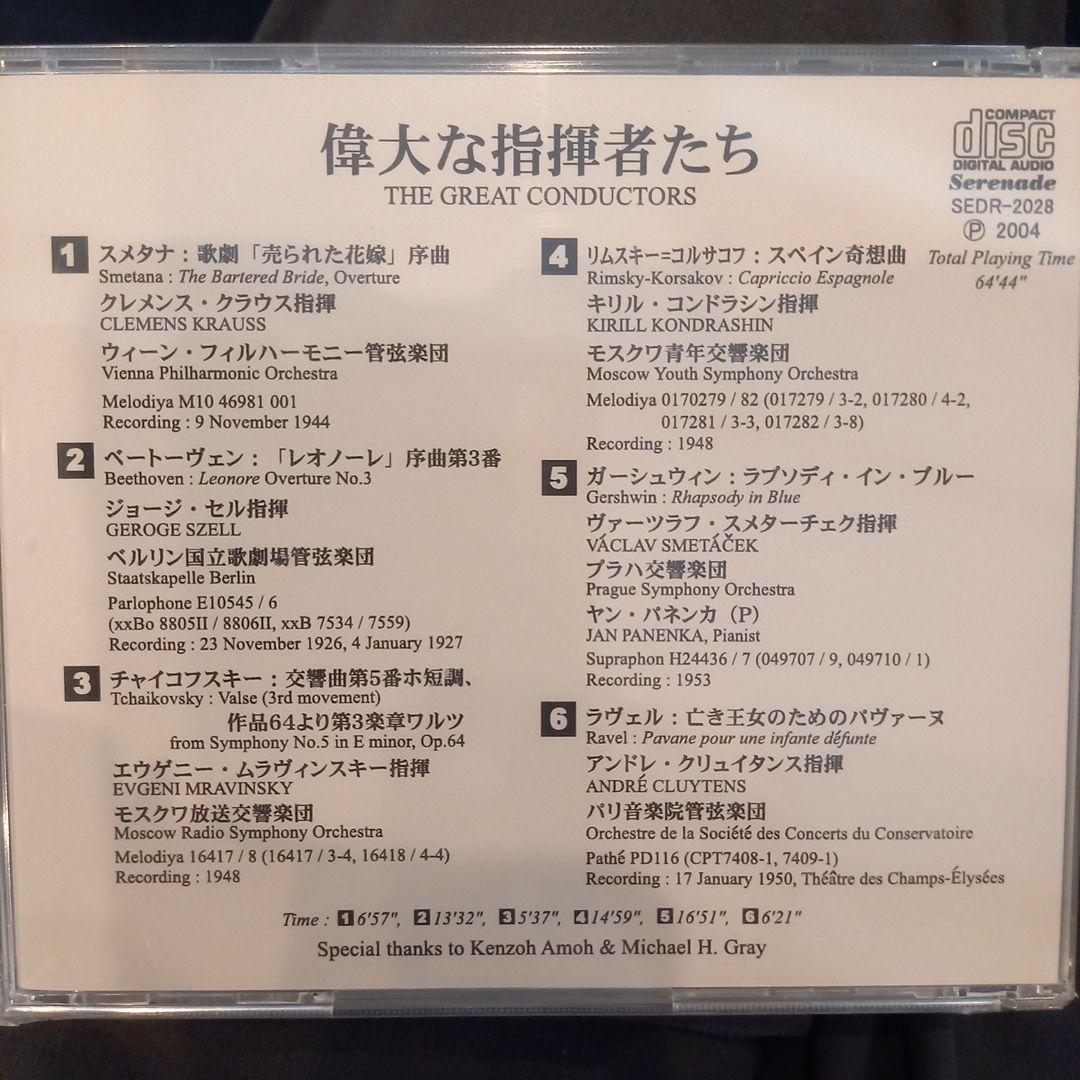 偉大な指揮者たち
THE GREAT CONDUCTORS
COMPACT
disc
DIGITAL AUDIO
Serenade
SEDR-2028
Ⓟ 2004
Total Playing Time
64'44"
1 スメタナ：歌劇「売られた花嫁」序曲
Smetana : The Bartered Bride, Overture
クレメンス・クラウス指揮
CLEMENS KRAUSS
ウィーン・フィルハーモニー管弦楽団
Vienna Philharmonic Orchestra
Melodiya M10 46981 001
Recording : 9 November 1944
2 ベートーヴェン：「レオノーレ」序曲第3番
Beethoven : Leonore Overture No.3
ジョージ・セル指揮
GEROGE SZELL
ベルリン国立歌劇場管弦楽団
Staatskapelle Berlin
Parlophone E10545 / 6
(xxBo 8805II / 8806II, xxB 7534 / 7559)
Recording : 23 November 1926, 4 January 1927
3 チャイコフスキー：交響曲第5番ホ短調、
Tchaikovsky : Valse (3rd movement)
作品64より第3楽章ワルツ
from Symphony No.5 in E minor, Op.64
エウゲニー・ムラヴィンスキー指揮
EVGENI MRAVINSKY
モスクワ放送交響楽団
Moscow Radio Symphony Orchestra
Melodiya 16417 / 8 (16417 / 3-4, 16418 / 4-4)
Recording : 1948
4 リムスキー=コルサコフ：スペイン奇想曲
Rimsky-Korsakov : Capriccio Espagnole
キリル・コンドラシン指揮
KIRILL KONDRASHIN
モスクワ青年交響楽団
Moscow Youth Symphony Orchestra
Melodiya 0170279 / 82 (017279 / 3-2, 017280 / 4-2,
017281 / 3-3, 017282 / 3-8)
Recording : 1948
5 ガーシュウィン：ラプソディ・イン・ブルー
Gershwin : Rhapsody in Blue
ヴァーツラフ・スメターチェク指揮
VÁCLAV SMETÁČEK
プラハ交響楽団
Prague Symphony Orchestra
ヤン・パネンカ（P）
JAN PANENKA, Pianist
Supraphon H24436 / 7 (049707 / 9, 049710 / 1)
Recording : 1953
6 ラヴェル：亡き王女のためのパヴァーヌ
Ravel : Pavane pour une infante défunte
アンドレ・クリュイタンス指揮
ANDRÉ CLUYTENS
パリ音楽院管弦楽団
Orchestre de la Société des Concerts du Conservatoire
Pathé PD116 (CPT7408-1, 7409-1)
Recording : 17 January 1950, Théâtre des Champs-Élysées
Time : 1 6'57", 2 13'32", 3 5'37", 4 14'59", 5 16'51", 6 6'21"
Special thanks to Kenzoh Amoh & Michael H. Gray